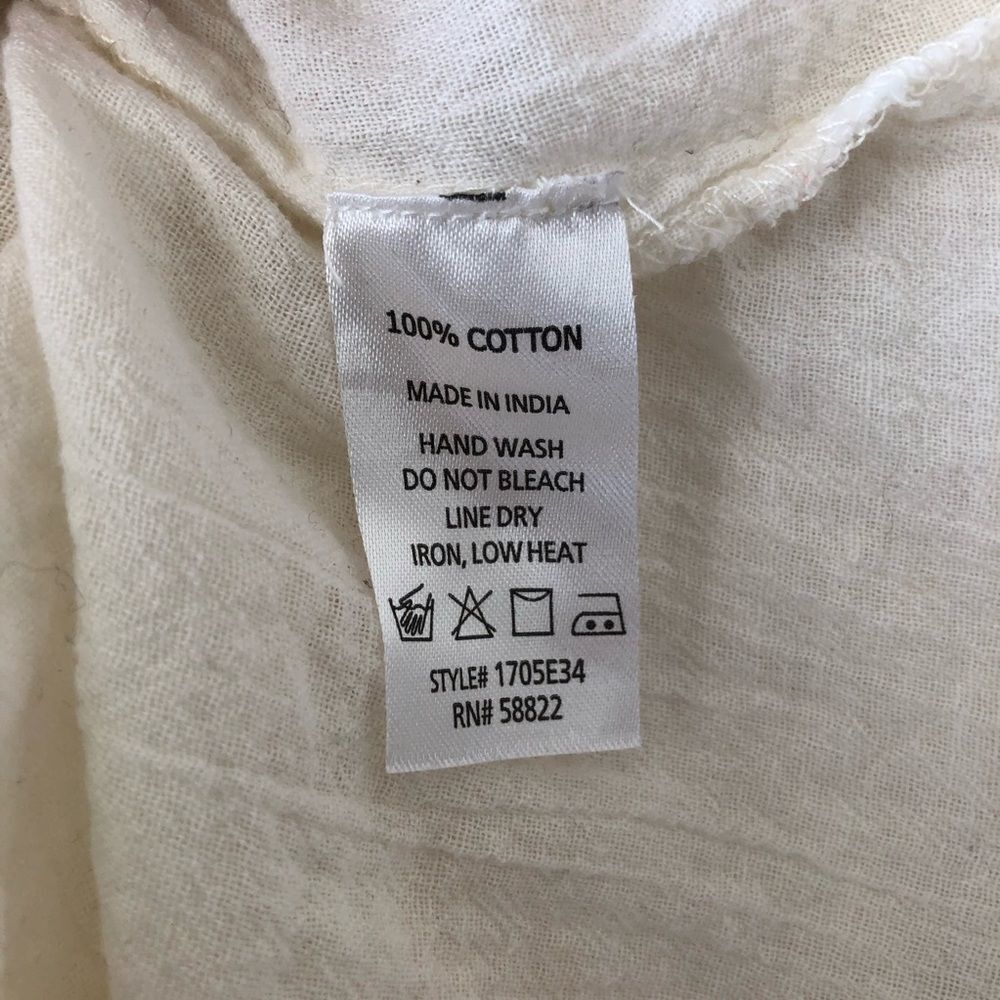 100% COTTON
MADE IN INDIA
HAND WASH
DO NOT BLEACH
LINE DRY
IRON, LOW HEAT
STYLE# 1705E34
RN# 58822